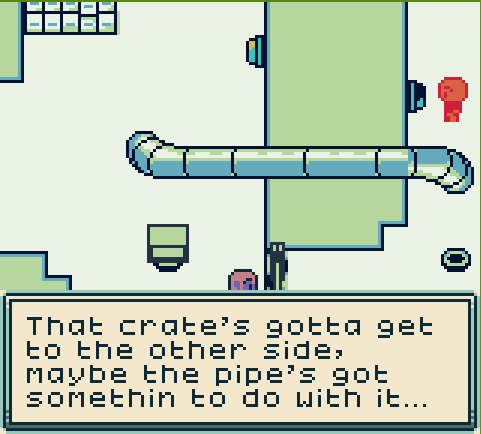 That crate's gotta get
to the other side,
maybe the pipe's got
somethin to do with it...